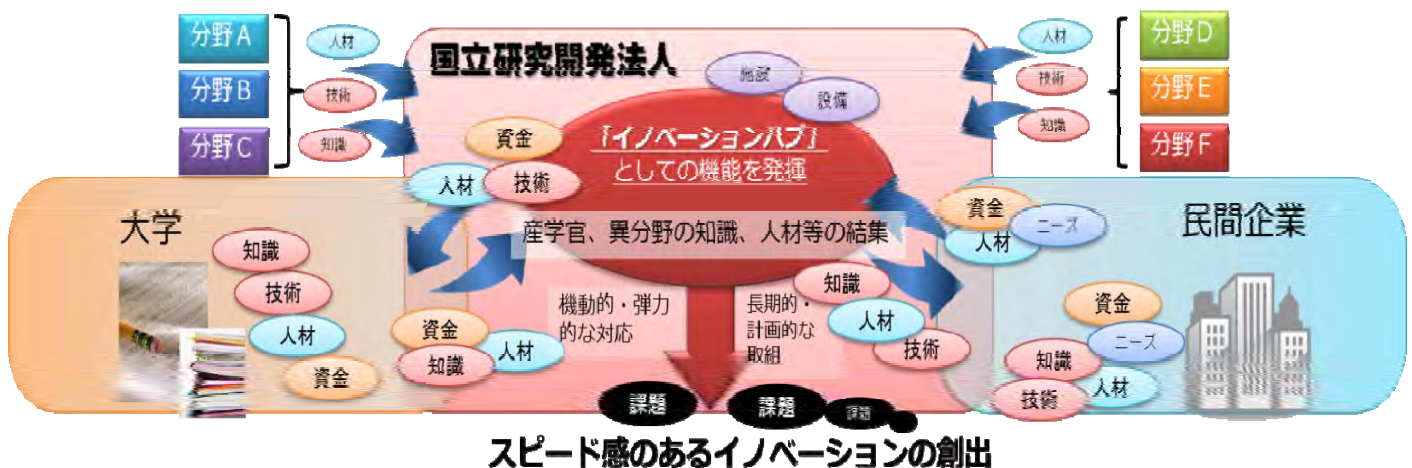 分野A
分野B
分野C
人材
技術
知識
国立研究開発法人
施設
設備
人材
技術
知識
分野D
分野E
分野F
「イノベーションハブ」
としての機能を発揮
資金
人材
技術
産学官、異分野の知識、人材等の結集
大学
知識
技術
人材
資金
資金
知識
人材
機動的・弾力
的な対応
長期的・
計画的な
取組
知識
人材
技術
資金
ニーズ
人材
民間企業
資金
ニーズ
知識
人材
技術
課題
課題
課題
スピード感のあるイノベーションの創出